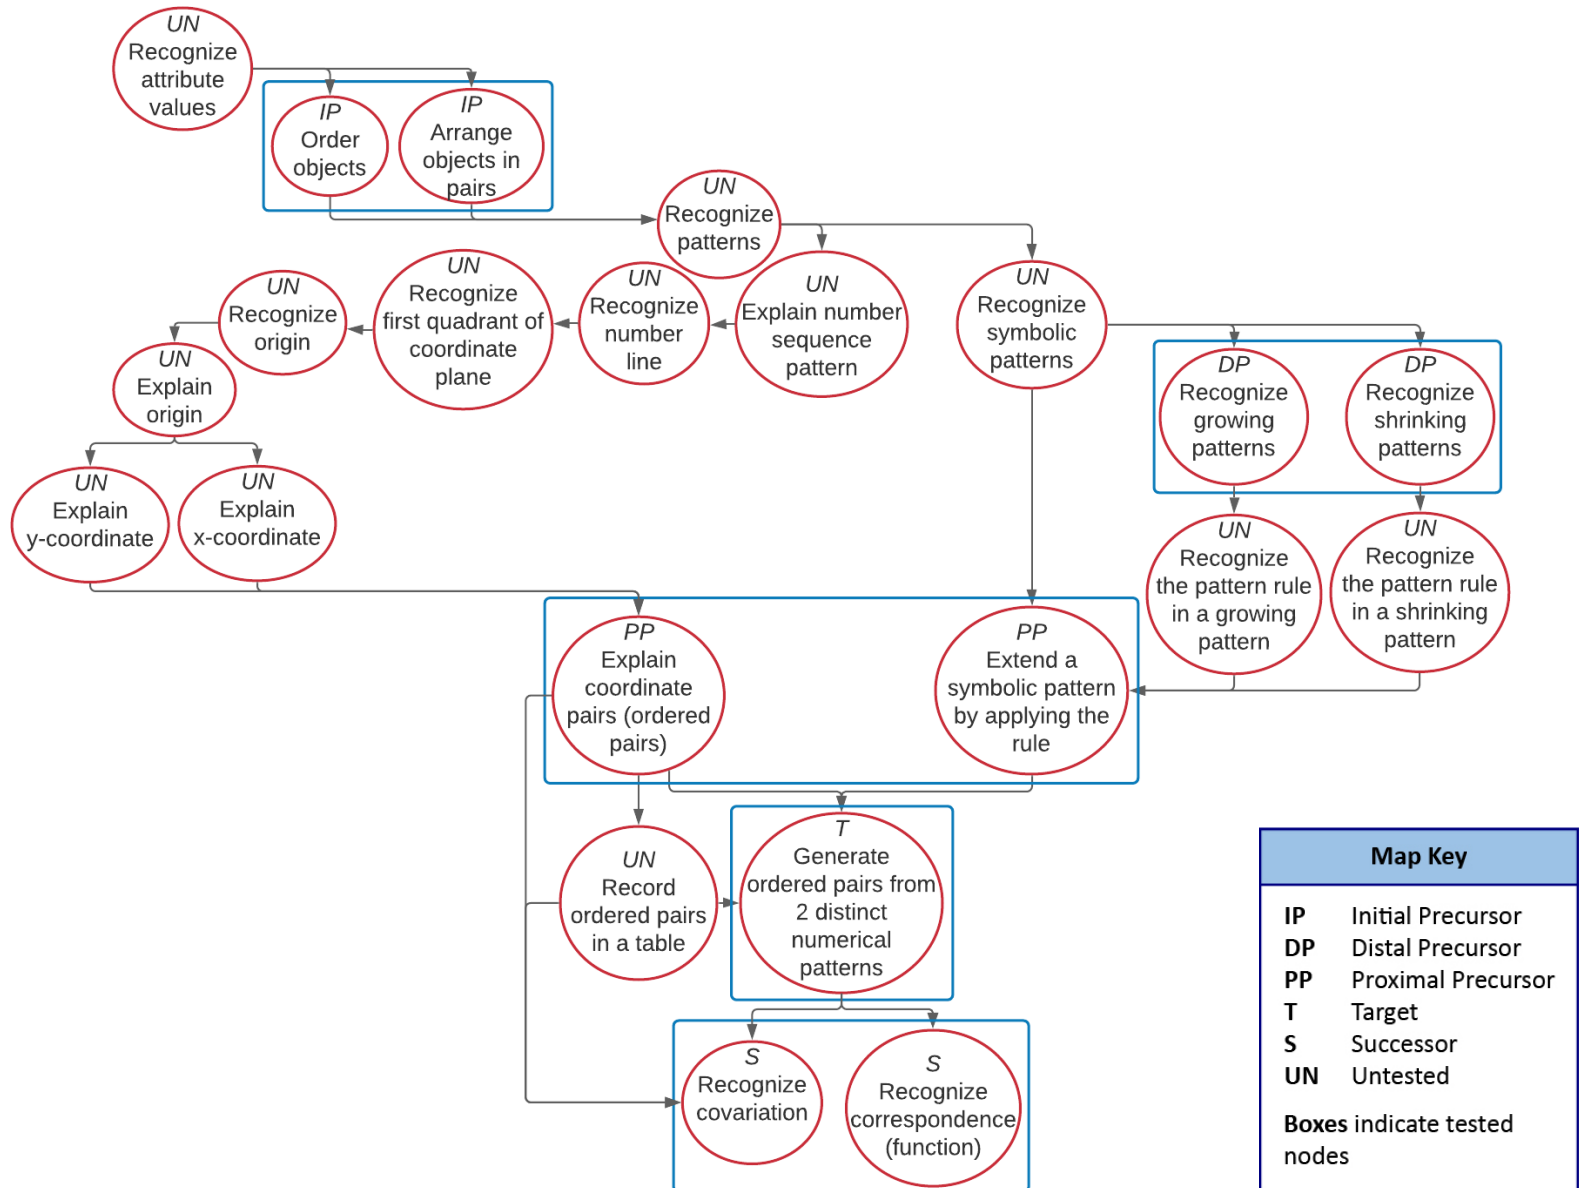 UN
Recognize
attribute
values
IP
Order
objects
IP
Arrange
objects in
pairs
UN
Recognize
patterns
UN
Recognize
origin
UN
Recognize
first quadrant of
coordinate
plane
UN
Recognize
number
line
UN
Explain number
sequence
pattern
UN
Recognize
symbolic
patterns
UN
Explain
origin
DP
Recognize
growing
patterns
DP
Recognize
shrinking
patterns
UN
Explain
y-coordinate
UN
Explain
x-coordinate
UN
Recognize
the pattern rule
in a growing
pattern
UN
Recognize
the pattern rule
in a shrinking
pattern
PP
Explain
coordinate
pairs (ordered
pairs)
PP
Extend a
symbolic pattern
by applying the
rule
UN
Record
ordered pairs
in a table
T
Generate
ordered pairs from
2 distinct
numerical
patterns
S
Recognize
covariation
S
Recognize
correspondence
(function)
Map Key
IP Initial Precursor
DP Distal Precursor
PP Proximal Precursor
T Target
S Successor
UN Untested
Boxes indicate tested
nodes